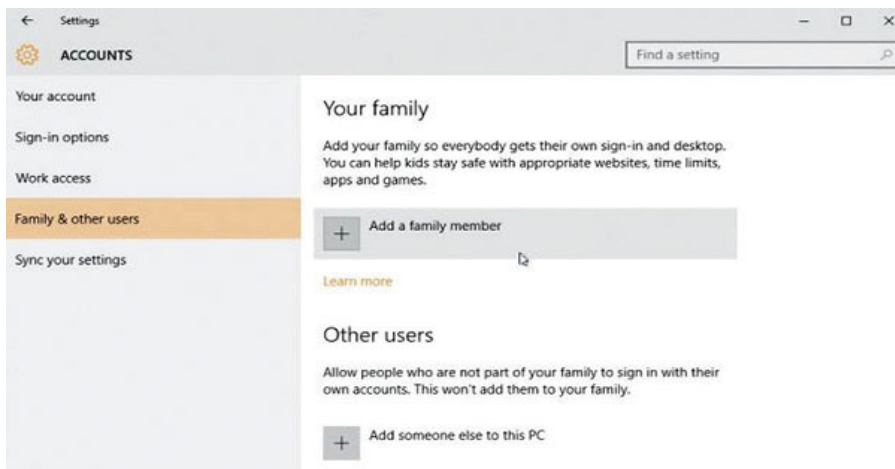 Settings
ACCOUNTS
Find a setting
Your account
Sign-in options
Work access
Family & other users
Sync your settings
Your family
Add your family so everybody gets their own sign-in and desktop.
You can help kids stay safe with appropriate websites, time limits,
apps and games.
Add a family member
Learn more
Other users
Allow people who are not part of your family to sign in with their
own accounts. This won't add them to your family.
Add someone else to this PC